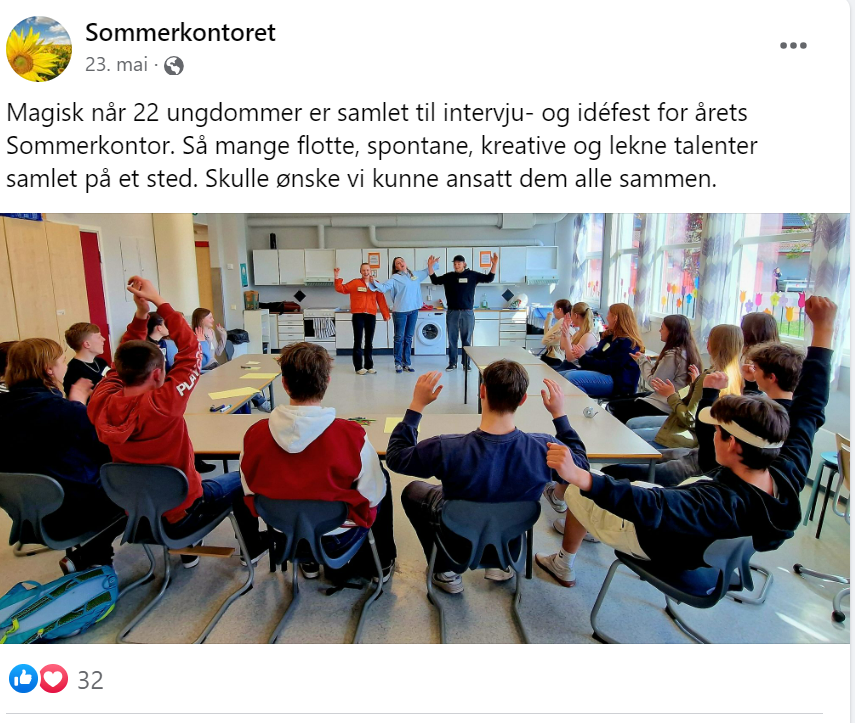 Sommerkontoret
23. mai ·
Magisk når 22 ungdommer er samlet til intervju- og idéfest for årets
Sommerkontor. Så mange flotte, spontane, kreative og lekne talenter
samlet på et sted. Skulle ønske vi kunne ansatt dem alle sammen.
32